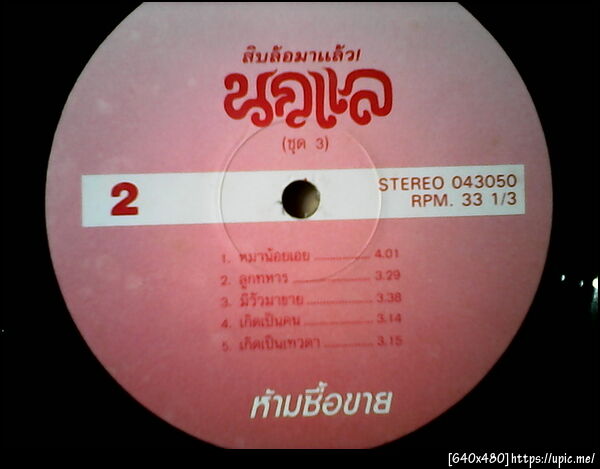 สิบล้อมาแล้ว!
นกแล
(ชุด 3)
2
STEREO 043050
RPM. 33 1/3
1. หมาน้อยเอย .................. 4.01
2. ลูกทหาร ........................ 3.29
3. มีวัวมาขาย .................... 3.38
4. เกิดเป็นคน .................... 3.14
5. เกิดเป็นเทวดา ............... 3.15
ห้ามซื้อขาย
[640x480]https://upic.me/